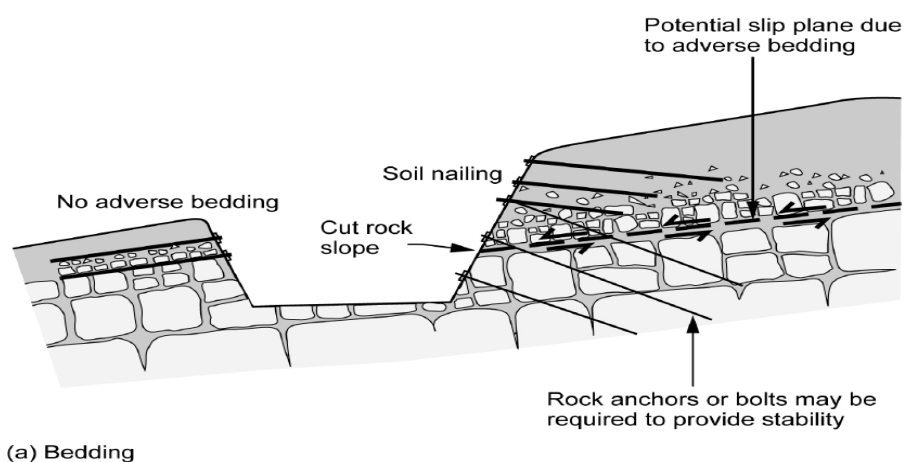 Potential slip plane due
to adverse bedding
Soil nailing
No adverse bedding
Cut rock
slope
Rock anchors or bolts may be
required to provide stability
(a) Bedding